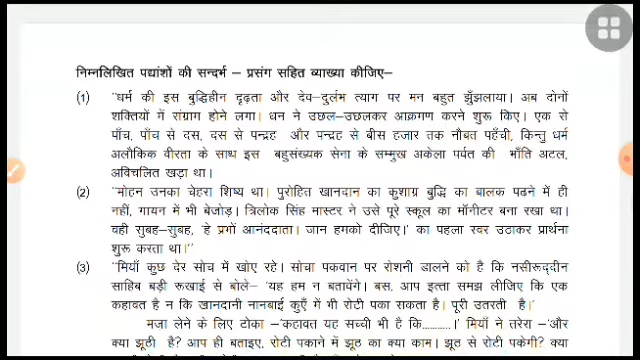 निम्नलिखित पद्यांशों की सन्दर्भ – प्रसंग सहित व्याख्या कीजिए–
(1) “धर्म की इस बुद्धिहीन दृढ़ता और देव–दुर्लभ त्याग पर मन बहुत झुँझलाया। अब दोनों
शक्तियों में संग्राम होने लगा। धन ने उछल–उछलकर आक्रमण करने शुरू किए। एक से
पाँच, पाँच से दस, दस से पन्द्रह और पन्द्रह से बीस हजार तक नौबत पहुँची, किन्तु धर्म
अलौकिक वीरता के साथ इस बहुसंख्यक सेना के सम्मुख अकेला पर्वत की भाँति अटल,
अविचलित खड़ा था।
(2) “मोहन उनका चेहरा शिष्य था। पुरोहित खानदान का कुशाग्र बुद्धि का बालक पढने में ही
नहीं, गायन में भी बेजोड़। त्रिलोक सिंह मास्टर ने उसे पूरे स्कूल का मॉनीटर बना रखा था।
वही सुबह–सुबह, ‘हे प्रगों आनंददाता। जान हमको दीजिए।’ का पहला स्वर उठाकर प्रार्थना
शुरू करता था।”
(3) “मियाँ कुछ देर सोच में खोए रहे। सोचा पकवान पर रोशनी डालने को है कि नसीरूद्दीन
साहिब बड़ी रूखाई से बोले– ‘यह हम न बतावेंगे। बस, आप इत्ता समझ लीजिए कि एक
कहावत है न कि खानदानी नानबाई कुएँ में भी रोटी पका सकता है। पूरी उतरती है।’
मजा लेने के लिए टोका –कहावत यह सच्ची भी है कि...........।’ मियाँ ने तरेरा –‘और
क्या झूठी है? आप ही बताइए, रोटी पकाने में झूठ का क्या काम। झूठ से रोटी पकेगी? क्या